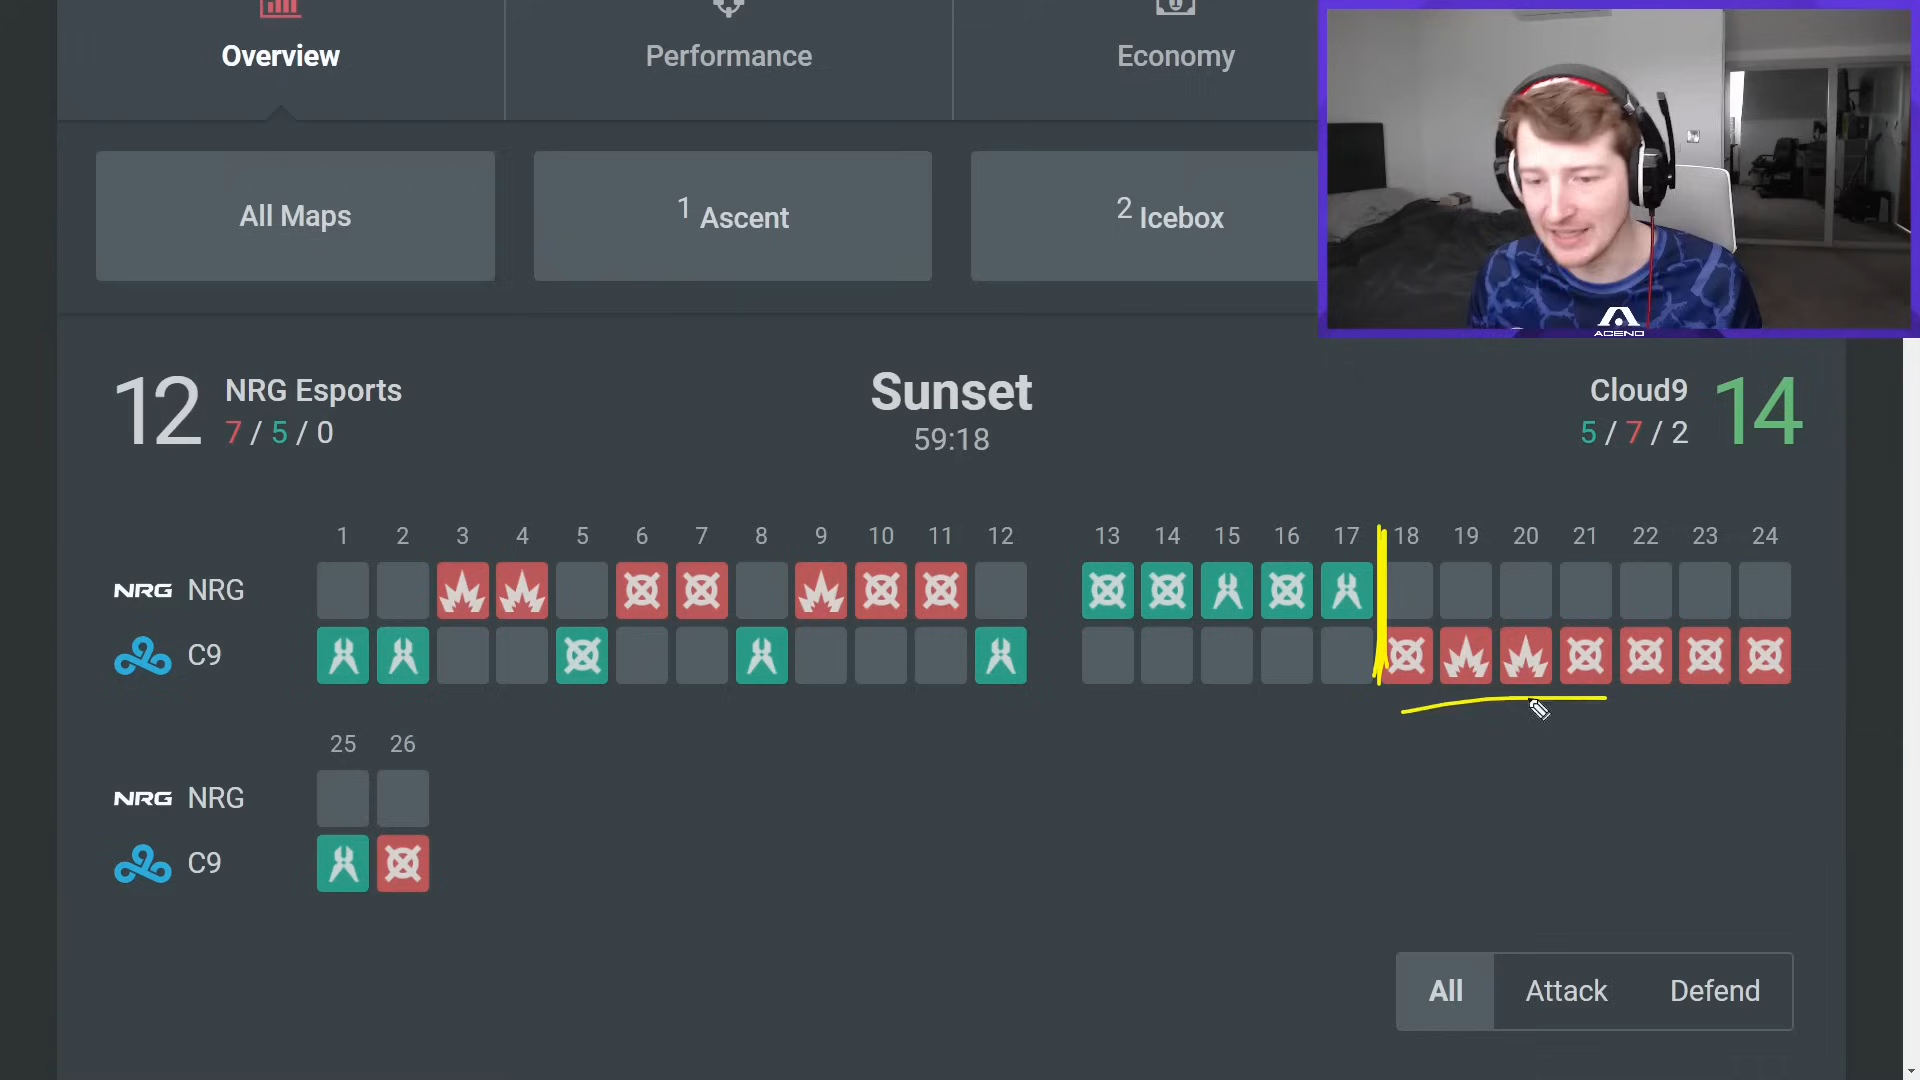 Overview
Performance
Economy
All Maps
1 Ascent
2 Icebox
ACEND
12
NRG Esports
7 / 5 / 0
Sunset
59:18
Cloud9
5 / 7 / 2
14
1 2 3 4 5 6 7 8 9 10 11 12 13 14 15 16 17 18 19 20 21 22 23 24
NRG NRG
C9
25 26
NRG NRG
C9
All
Attack
Defend